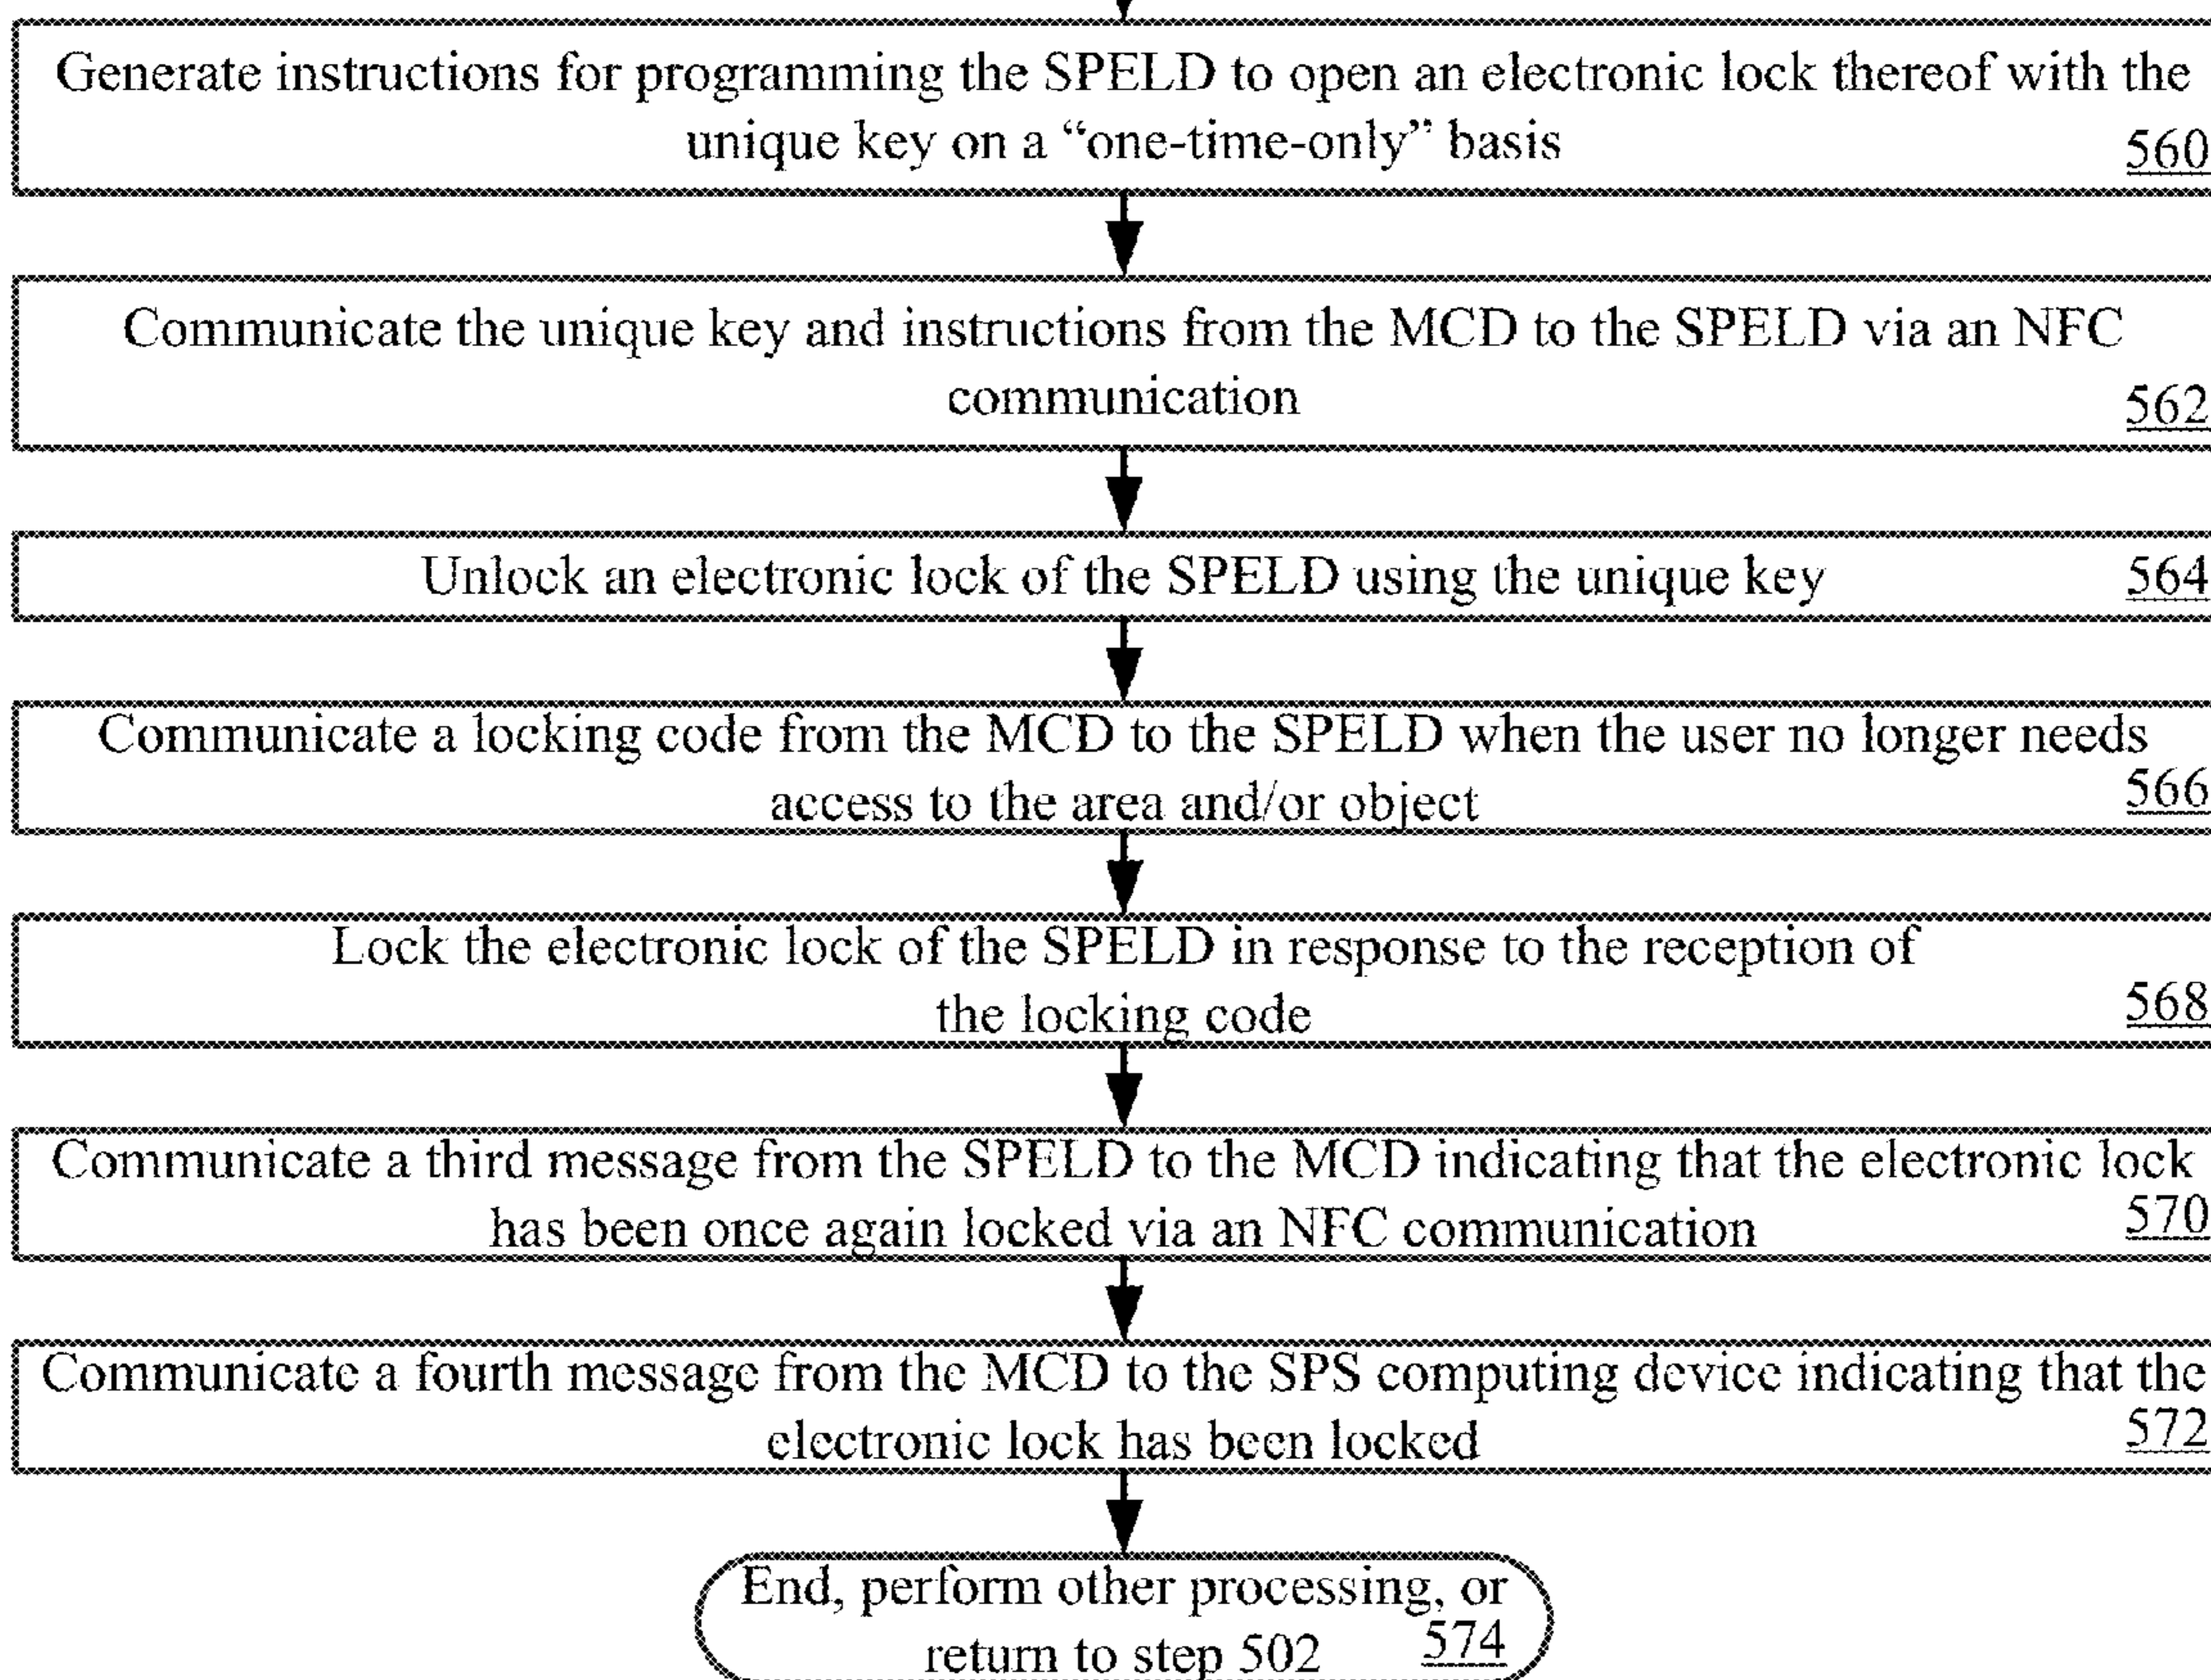 Generate instructions for programming the SPELD to open an electronic lock thereof with the
unique key on a “one-time-only” basis
560
Communicate the unique key and instructions from the MCD to the SPELD via an NFC
communication
562
Unlock an electronic lock of the SPELD using the unique key 564
Communicate a locking code from the MCD to the SPELD when the user no longer needs
access to the area and/or object
566
Lock the electronic lock of the SPELD in response to the reception of
the locking code
568
Communicate a third message from the SPELD to the MCD indicating that the electronic lock
has been once again locked via an NFC communication
570
Communicate a fourth message from the MCD to the SPS computing device indicating that the
electronic lock has been locked
572
End, perform other processing, or
return to step 502 574